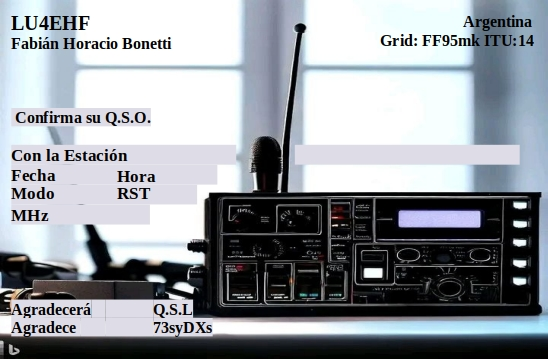 LU4EHF
Argentina
Fabián Horacio Bonetti
Grid: FF95mk ITU:14
Confirma su Q.S.O.
Con la Estación
Fecha Hora
Modo RST
MHz
Agradecerá Q.S.L
Agradece 73syDXs